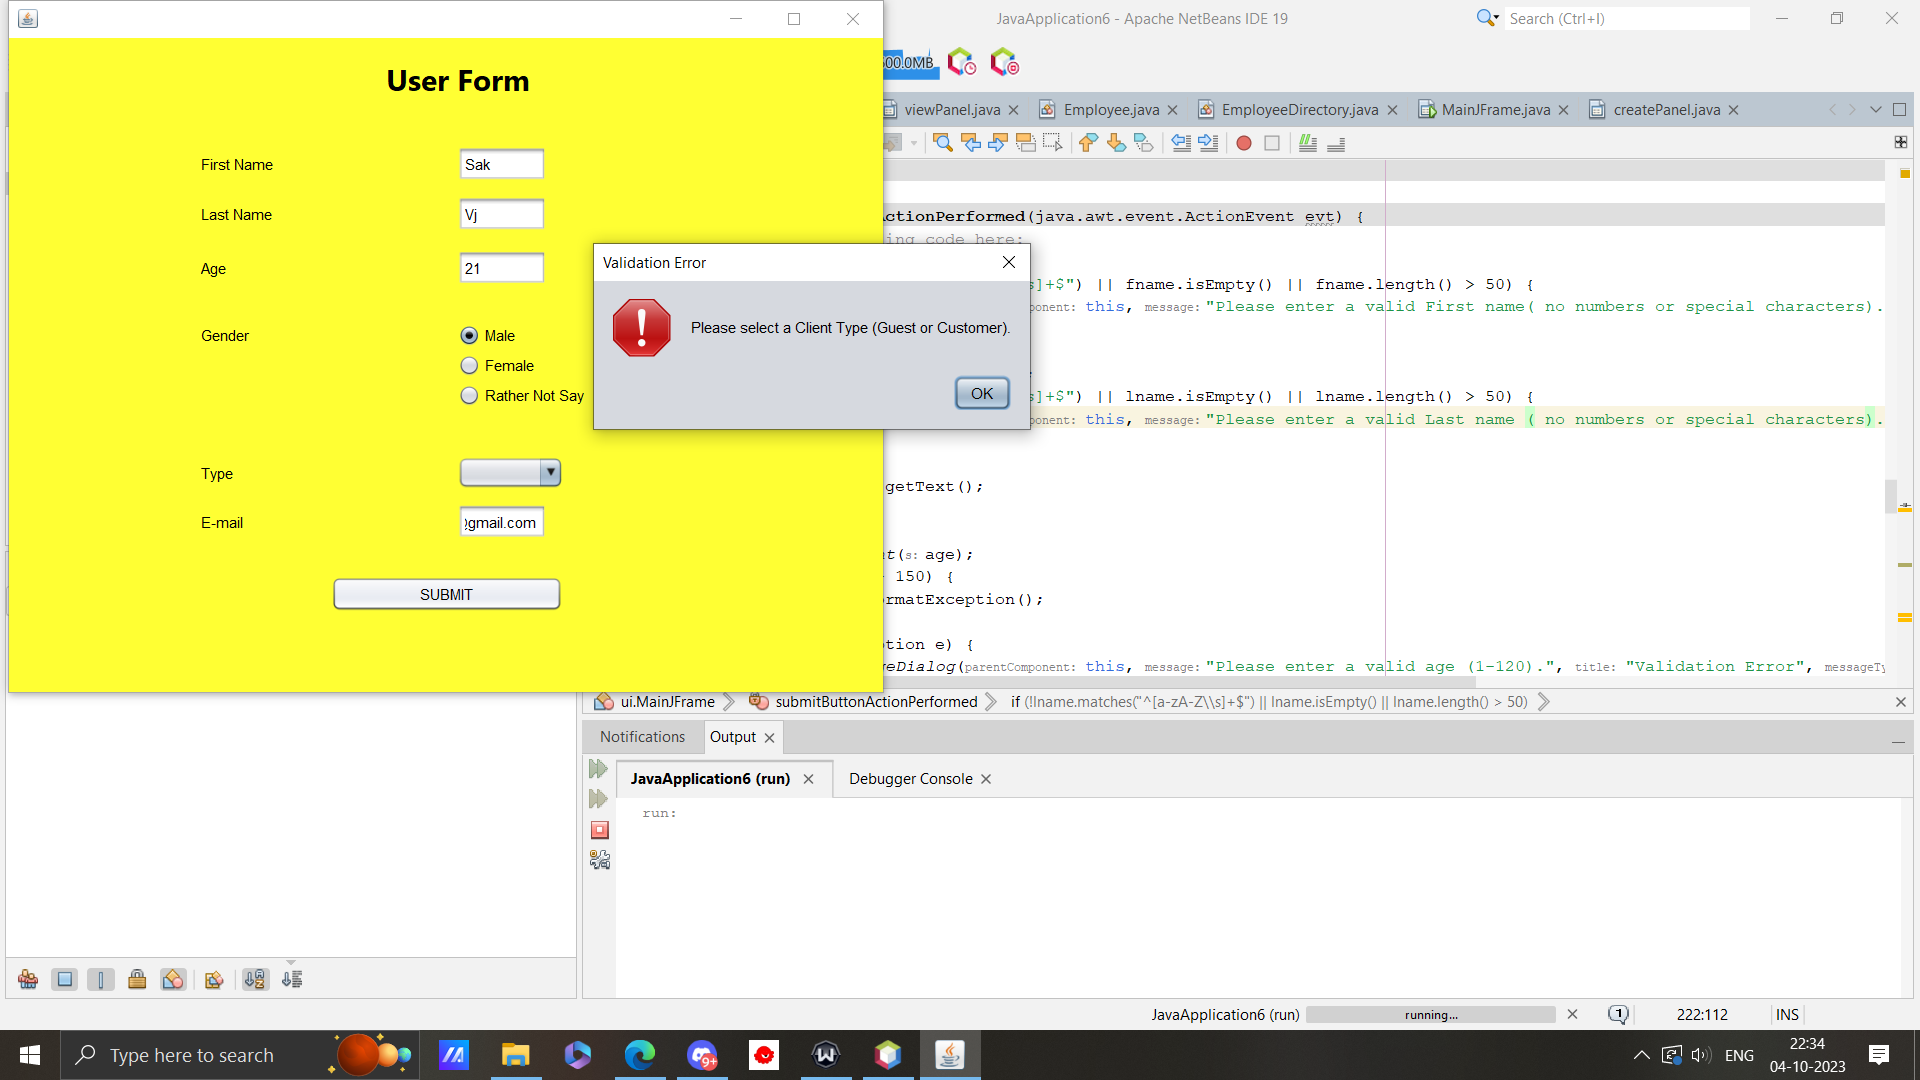 JavaApplication6 - Apache NetBeans IDE 19
Search (Ctrl+I)
User Form
First Name
Sak
Last Name
Vj
Age
21
Gender
Male
Female
Rather Not Say
Type
E-mail
@gmail.com
SUBMIT
Validation Error
Please select a Client Type (Guest or Customer).
OK
00.0MB
viewPanel.java
Employee.java
EmployeeDirectory.java
MainJFrame.java
createPanel.java
ctionPerformed(java.awt.event.ActionEvent evt) {
ing code here:
s]+$") || fname.isEmpty() || fname.length() > 50) {
ponent: this, message: "Please enter a valid First name( no numbers or special characters).
s]+$") || lname.isEmpty() || lname.length() > 50) {
ponent: this, message: "Please enter a valid Last name ( no numbers or special characters).
getText();
t(s: age);
150) {
rmatException();
tion e) {
eDialog(parentComponent: this, message: "Please enter a valid age (1-120).", title: "Validation Error", messageTy
ui.MainJFrame
submitButtonActionPerformed
if (!lname.matches("^[a-zA-Z\\s]+$") || lname.isEmpty() || lname.length() > 50)
Notifications
Output
JavaApplication6 (run)
Debugger Console
run:
JavaApplication6 (run)
running...
1
222:112
INS
Type here to search
9+
ENG
22:34
04-10-2023